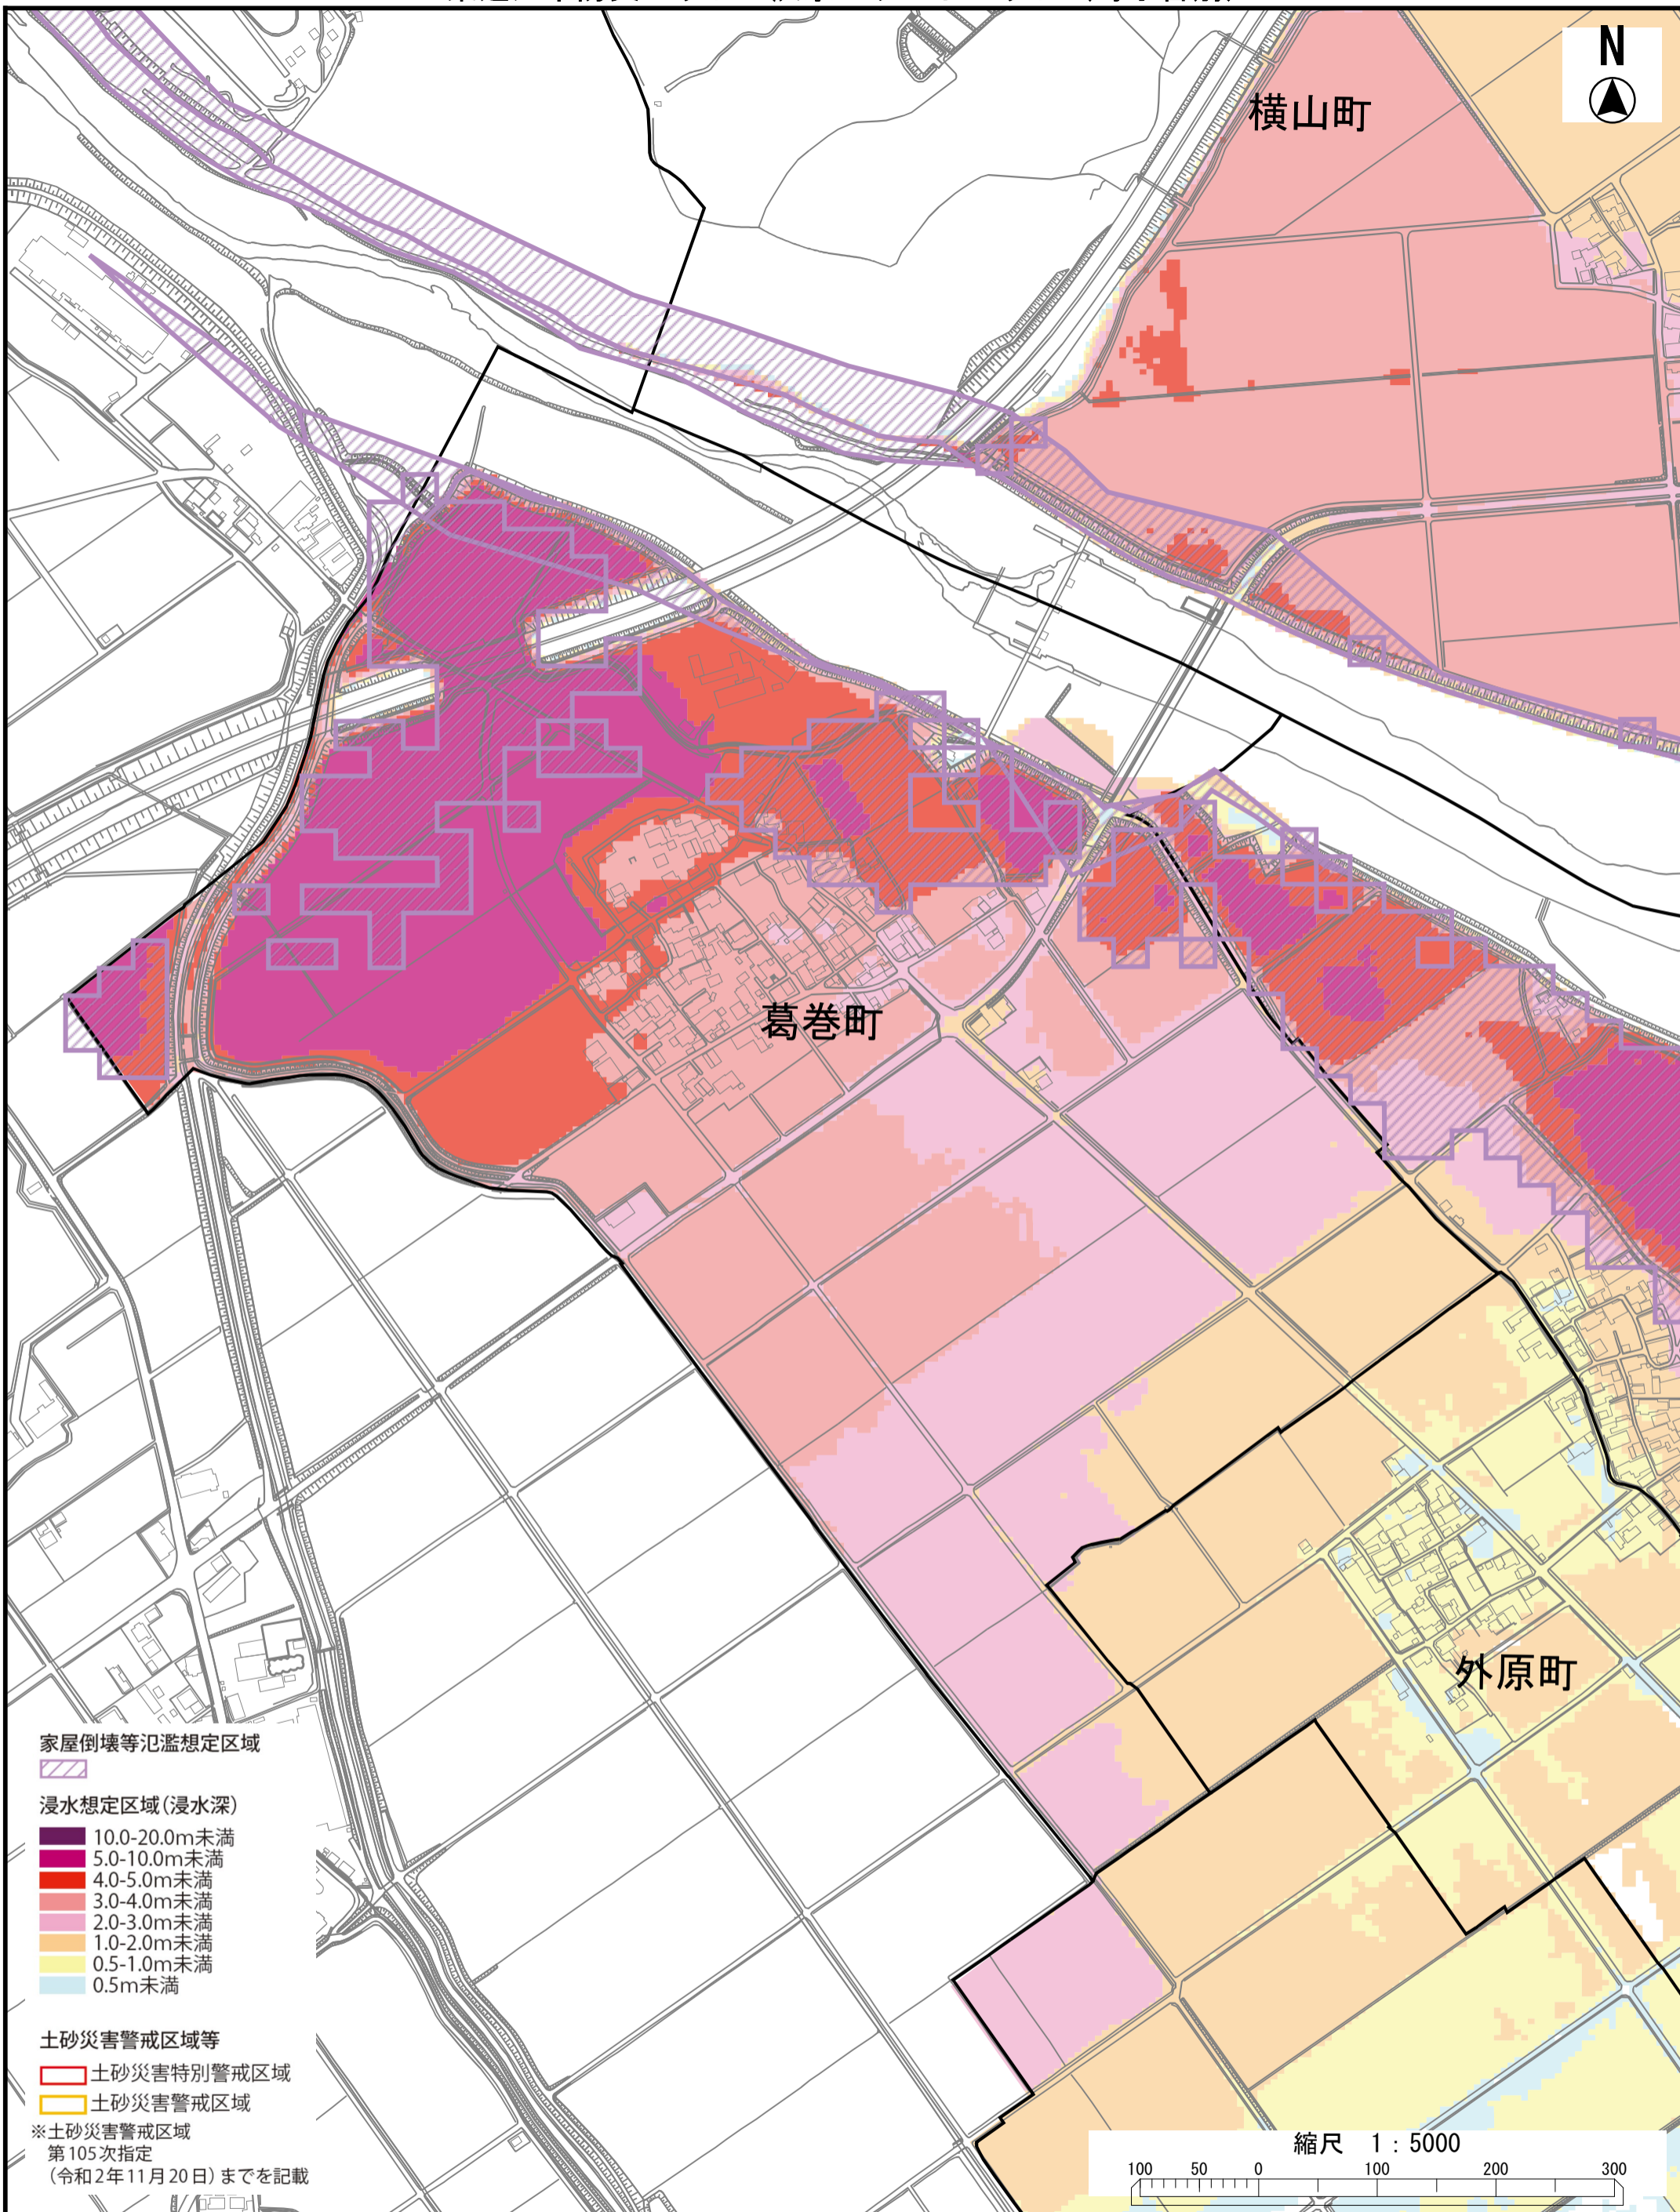 N
横山町
葛巻町
外原町
家屋倒壊等氾濫想定区域
浸水想定区域(浸水深)
10.0-20.0m未満
5.0-10.0m未満
4.0-5.0m未満
3.0-4.0m未満
2.0-3.0m未満
1.0-2.0m未満
0.5-1.0m未満
0.5m未満
土砂災害警戒区域等
土砂災害特別警戒区域
土砂災害警戒区域
※土砂災害警戒区域
第105次指定
(令和2年11月20日)までを記載
縮尺 1:5000
100 50 0 100 200 300